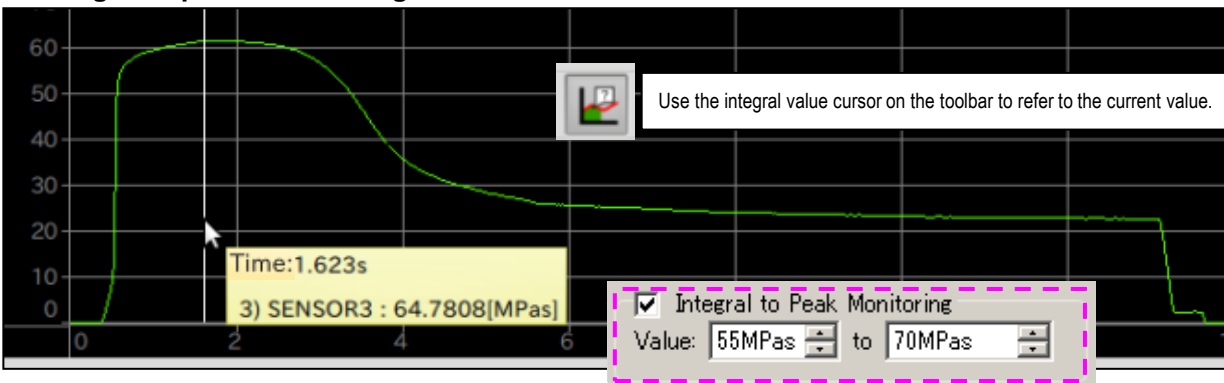 60
50
Use the integral value cursor on the toolbar to refer to the current value.
40
30
20
Time:1.623s
10
3) SENSOR3 : 64.7808[MPas]
0
Integral to Peak Monitoring
Value: 55MPas to 70MPas
0 2 4 6